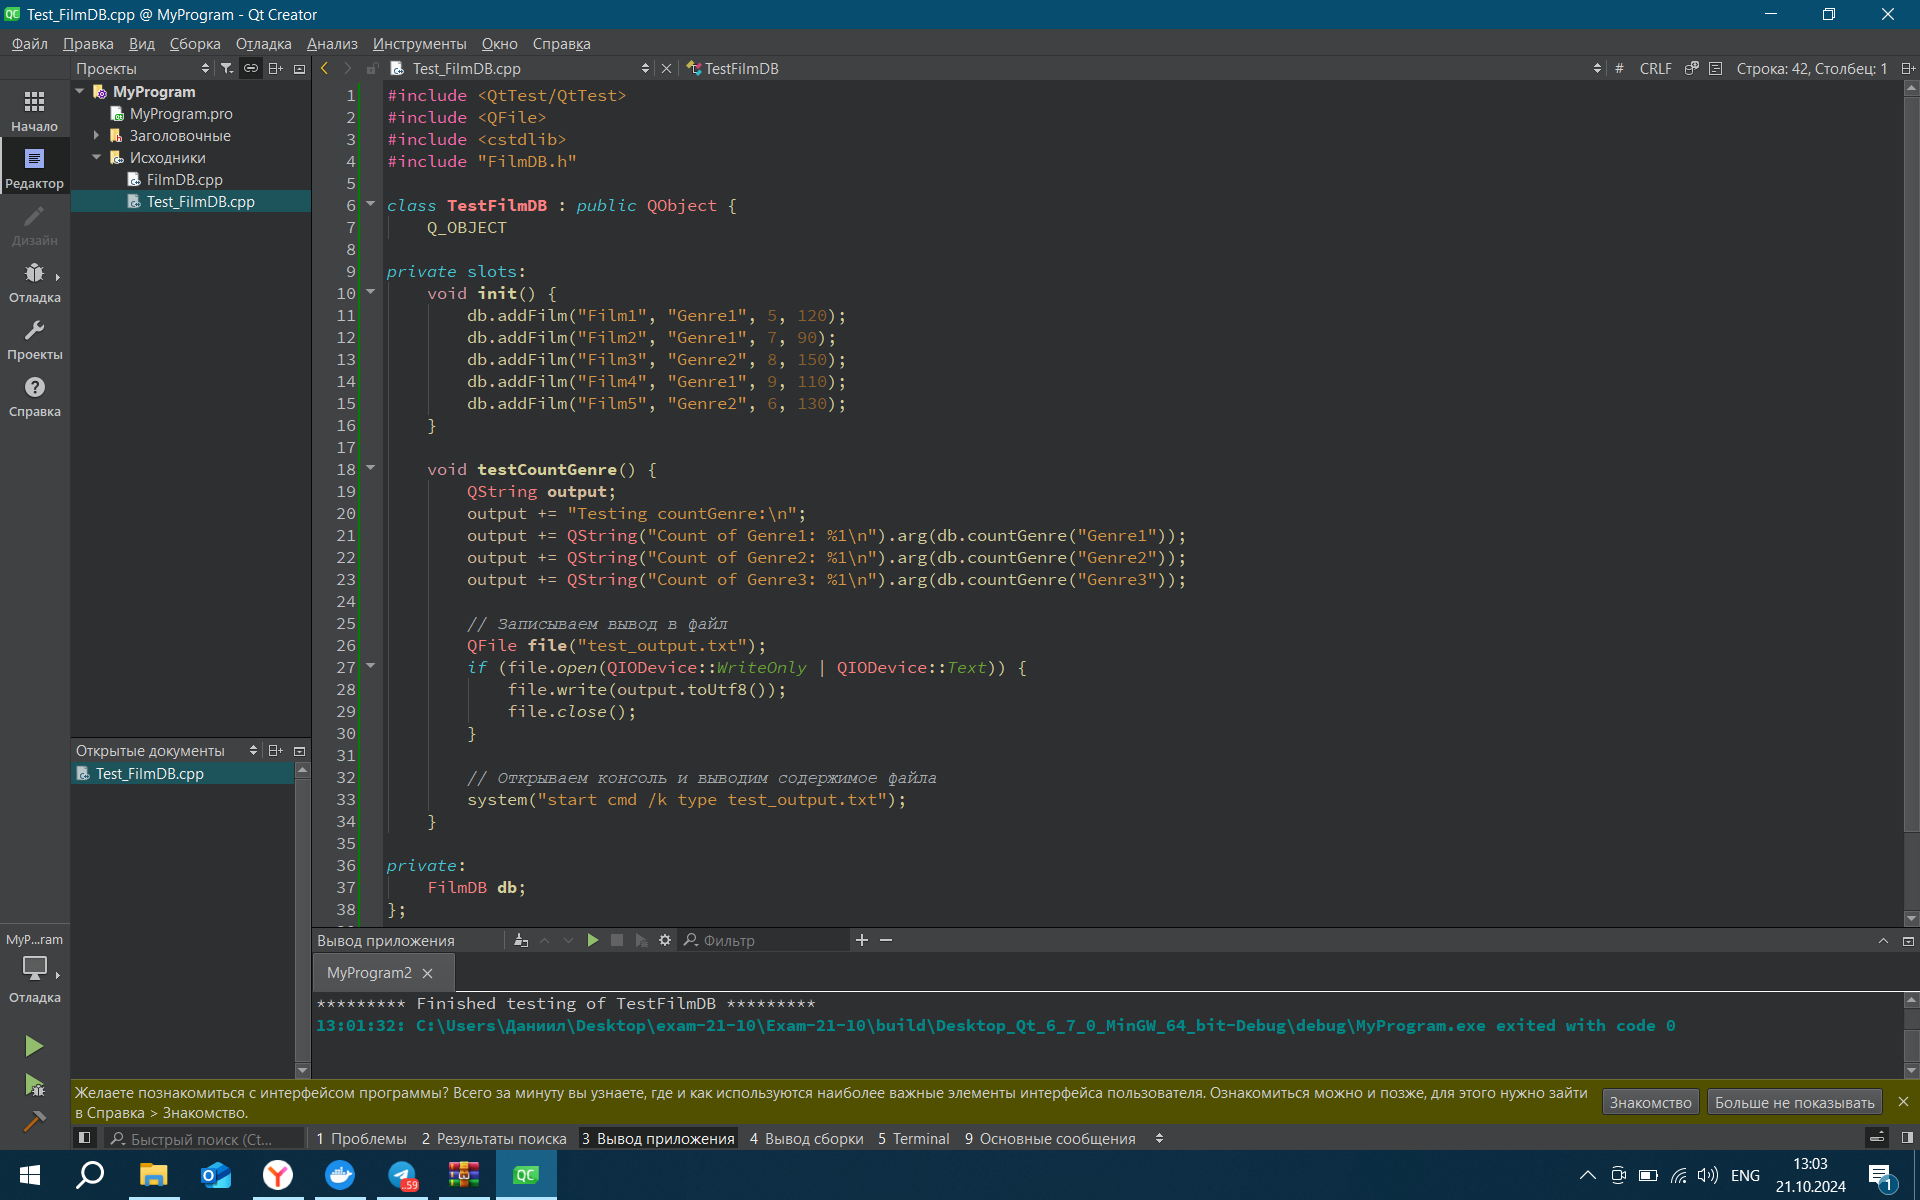 Test_FilmDB.cpp @ MyProgram - Qt Creator
Файл Правка Вид Сборка Отладка Анализ Инструменты Окно Справка
Проекты
Test_FilmDB.cpp
TestFilmDB
# CRLF Строка: 42, Столбец: 1
Начало
Редактор
Дизайн
Отладка
Проекты
Справка
MyProgram
MyProgram.pro
Заголовочные
Исходники
FilmDB.cpp
Test_FilmDB.cpp
1 #include <QtTest/QtTest>
2 #include <QFile>
3 #include <cstdlib>
4 #include "FilmDB.h"
5
6 class TestFilmDB : public QObject {
7 Q_OBJECT
8
9 private slots:
10 void init() {
11 db.addFilm("Film1", "Genre1", 5, 120);
12 db.addFilm("Film2", "Genre1", 7, 90);
13 db.addFilm("Film3", "Genre2", 8, 150);
14 db.addFilm("Film4", "Genre1", 9, 110);
15 db.addFilm("Film5", "Genre2", 6, 130);
16 }
17
18 void testCountGenre() {
19 QString output;
20 output += "Testing countGenre:\n";
21 output += QString("Count of Genre1: %1\n").arg(db.countGenre("Genre1"));
22 output += QString("Count of Genre2: %1\n").arg(db.countGenre("Genre2"));
23 output += QString("Count of Genre3: %1\n").arg(db.countGenre("Genre3"));
24
25 // Записываем вывод в файл
26 QFile file("test_output.txt");
27 if (file.open(QIODevice::WriteOnly | QIODevice::Text)) {
28 file.write(output.toUtf8());
29 file.close();
30 }
31
32 // Открываем консоль и выводим содержимое файла
33 system("start cmd /k type test_output.txt");
34 }
35
36 private:
37 FilmDB db;
38 };
Открытые документы
Test_FilmDB.cpp
MyP...ram
Отладка
Вывод приложения
Фильтр
MyProgram2
********* Finished testing of TestFilmDB *********
13:01:32: C:\Users\Даниил\Desktop\exam-21-10\Exam-21-10\build\Desktop_Qt_6_7_0_MinGW_64_bit-Debug\debug\MyProgram.exe exited with code 0
Желаете познакомиться с интерфейсом программы? Всего за минуту вы узнаете, где и как используются наиболее важные элементы интерфейса пользователя. Ознакомиться можно и позже, для этого нужно зайти
в Справка > Знакомство.
Знакомство
Больше не показывать
Быстрый поиск (Ct...
1 Проблемы 2 Результаты поиска 3 Вывод приложения 4 Вывод сборки 5 Terminal 9 Основные сообщения
59
QC
ENG
13:03
21.10.2024
1